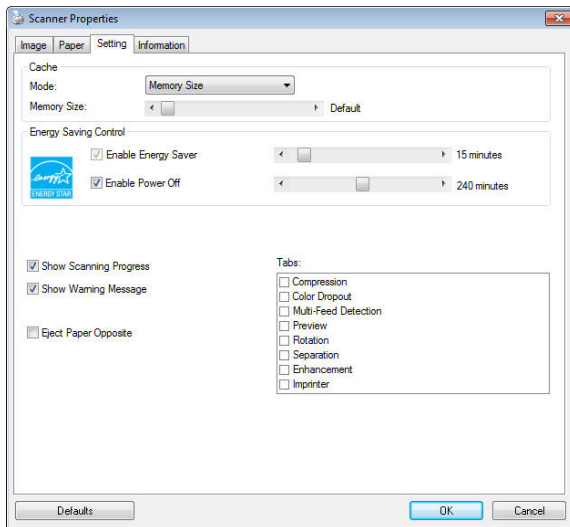 Scanner Properties
Image Paper Setting Information
Cache
Mode: Memory Size
Memory Size: Default
Energy Saving Control
Enable Energy Saver 15 minutes
Enable Power Off 240 minutes
energy
ENERGY STAR
Show Scanning Progress
Show Warning Message
Eject Paper Opposite
Tabs:
Compression
Color Dropout
Multi-Feed Detection
Preview
Rotation
Separation
Enhancement
Imprinter
Defaults OK Cancel